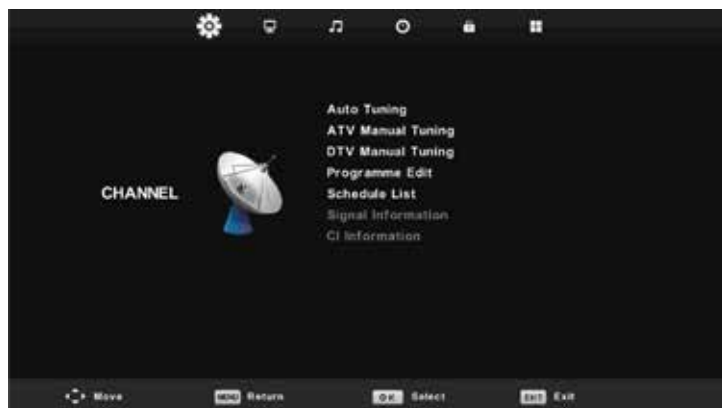 Auto Tuning
ATV Manual Tuning
DTV Manual Tuning
Programme Edit
CHANNEL
Schedule List
Signal Information
CI Information
Move MENU Return OK Select EXIT Exit